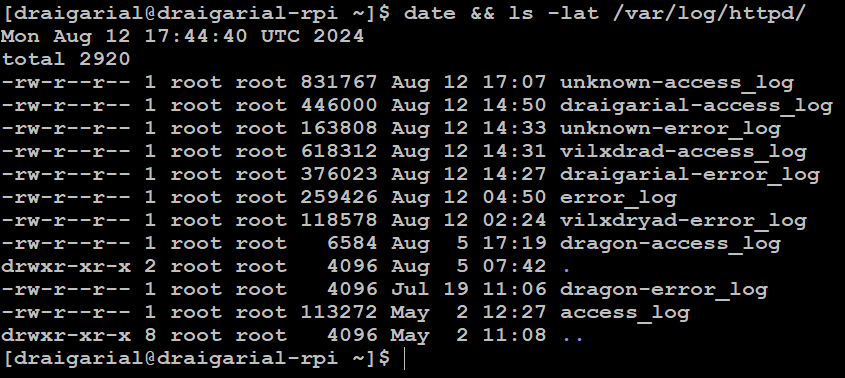 [draigarial@draigarial-rpi ~]$ date && ls -lat /var/log/httpd/
Mon Aug 12 17:44:40 UTC 2024
total 2920
-rw-r--r-- 1 root root 831767 Aug 12 17:07 unknown-access_log
-rw-r--r-- 1 root root 446000 Aug 12 14:50 draigarial-access_log
-rw-r--r-- 1 root root 163808 Aug 12 14:33 unknown-error_log
-rw-r--r-- 1 root root 618312 Aug 12 14:31 vilxdrad-access_log
-rw-r--r-- 1 root root 376023 Aug 12 14:27 draigarial-error_log
-rw-r--r-- 1 root root 259426 Aug 12 04:50 error_log
-rw-r--r-- 1 root root 118578 Aug 12 02:24 vilxdryad-error_log
-rw-r--r-- 1 root root   6584 Aug  5 17:19 dragon-access_log
drwxr-xr-x 2 root root   4096 Aug  5 07:42 .
-rw-r--r-- 1 root root   4096 Jul 19 11:06 dragon-error_log
-rw-r--r-- 1 root root 113272 May  2 12:27 access_log
drwxr-xr-x 8 root root   4096 May  2 11:08 ..
[draigarial@draigarial-rpi ~]$